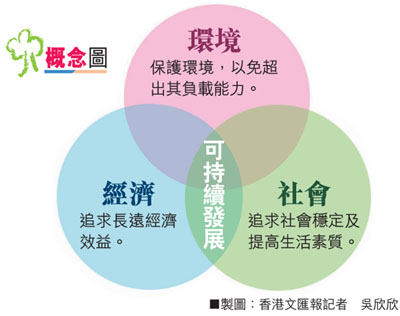 概念圖
環境
保護環境，以免超
出其負載能力。
可持續發展
經濟
追求長遠經濟
效益。
社會
追求社會穩定及
提高生活素質。
■製圖：香港文匯報記者　吳欣欣